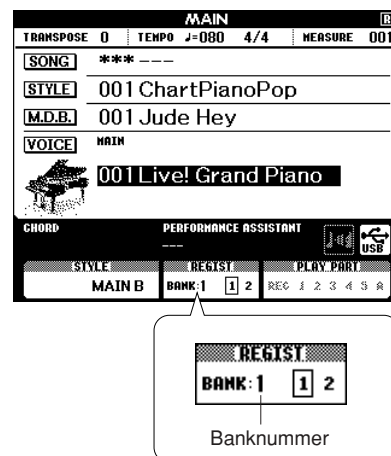 MAIN R
TRANSPOSE 0 TEMPO ♩=080 4/4 MEASURE 001
SONG *** ---
STYLE 001 ChartPianoPop
M.D.B. 001 Jude Hey
VOICE MAIN
001 Live! Grand Piano
CHORD PERFORMANCE ASSISTANT
---
USB
STYLE REGIST PLAY PART
MAIN B BANK:1 1 2 REC 1 2 3 4 5 A
REGIST
BANK:1 1 2
Banknummer